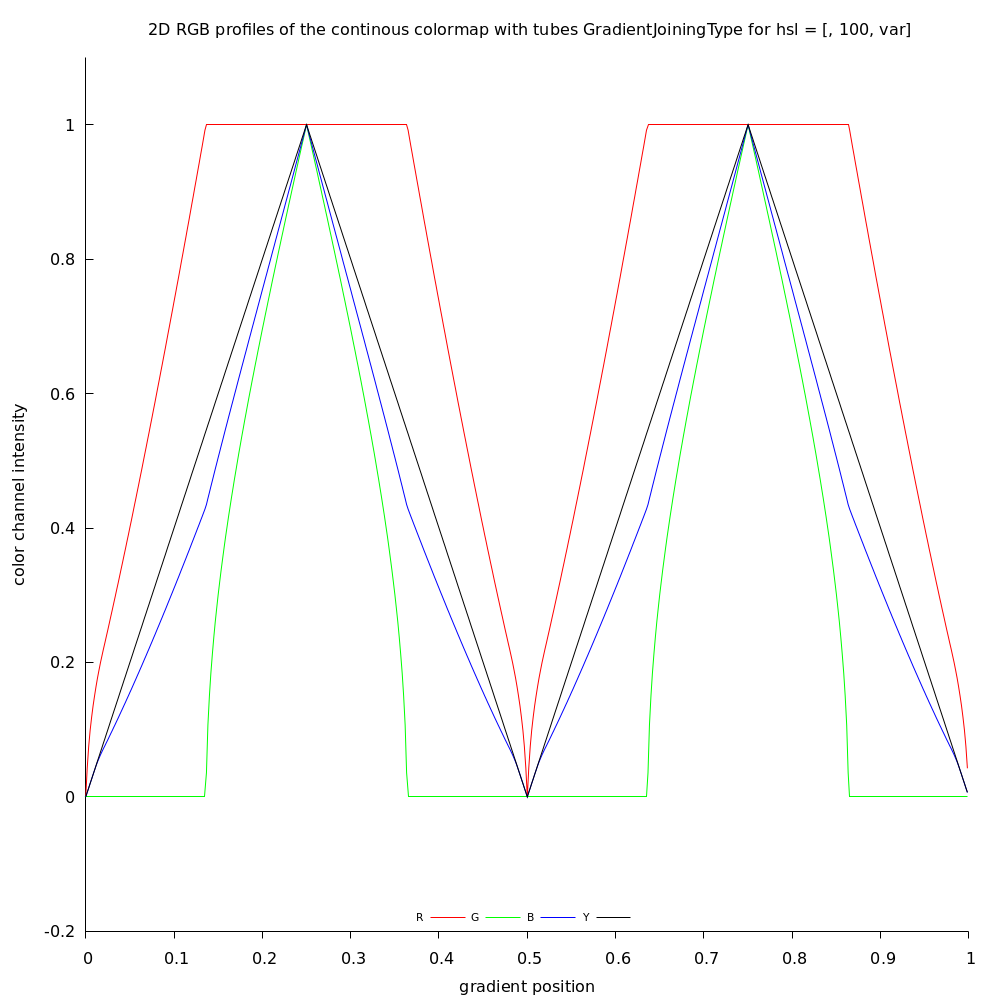 2D RGB profiles of the continous colormap with tubes GradientJoiningType for hsl = [, 100, var]
color channel intensity
1
0.8
0.6
0.4
0.2
0
-0.2
R G B Y
0 0.1 0.2 0.3 0.4 0.5 0.6 0.7 0.8 0.9 1
gradient position